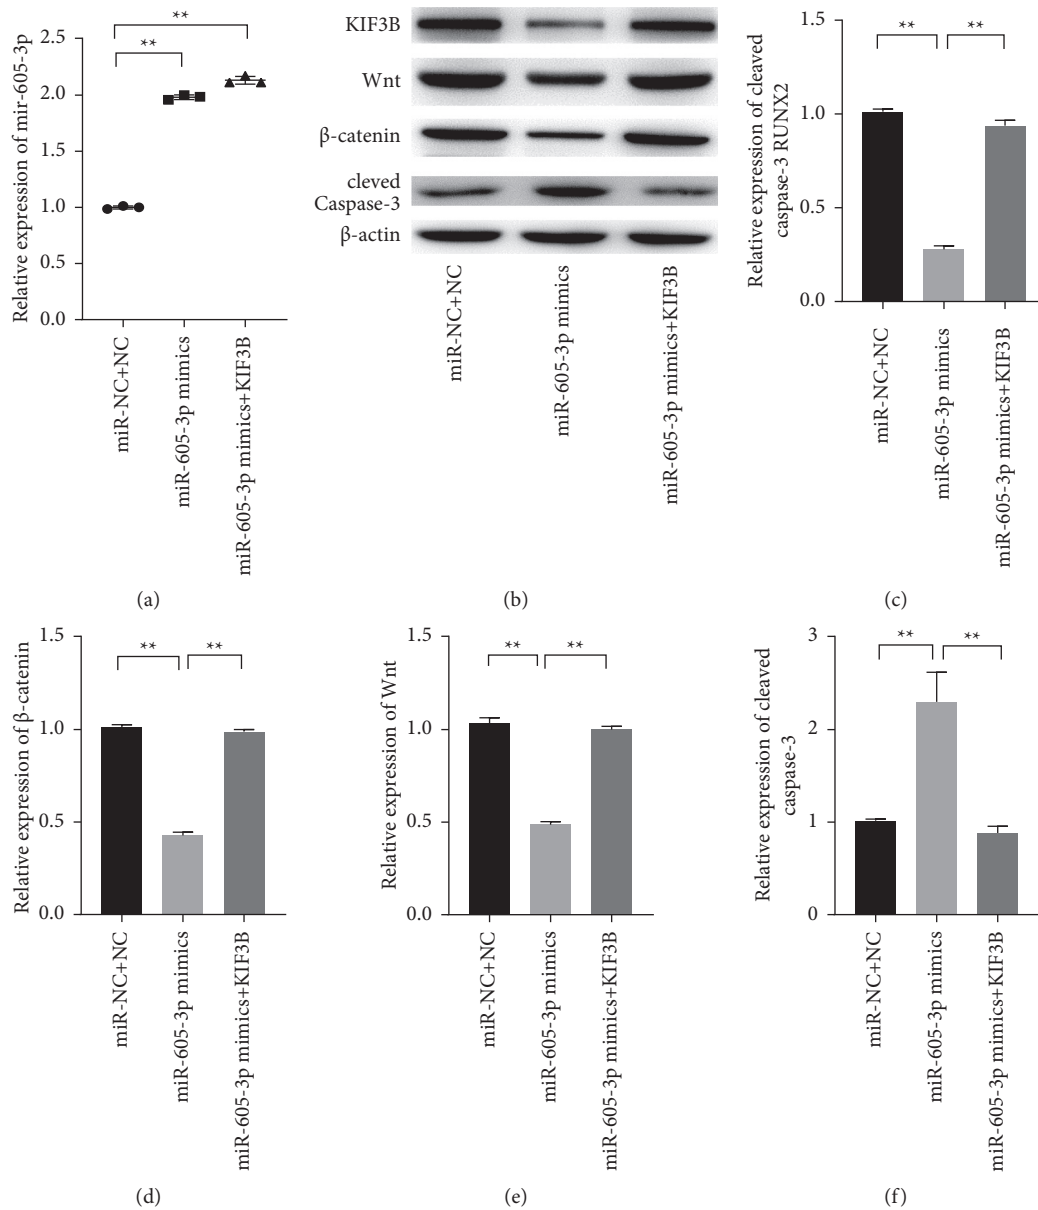 **
**
Relative expression of mir-605-3p
2.5
2.0
1.5
1.0
0.5
0.0
miR-NC+NC
miR-605-3p mimics
miR-605-3p mimics+KIF3B
(a)
KIF3B
Wnt
β-catenin
cleved
Caspase-3
β-actin
miR-NC+NC
miR-605-3p mimics
miR-605-3p mimics+KIF3B
(b)
Relative expression of cleaved
caspase-3 RUNX2
** **
1.5
1.0
0.5
0.0
miR-NC+NC
miR-605-3p mimics
miR-605-3p mimics+KIF3B
(c)
Relative expression of β-catenin
** **
1.5
1.0
0.5
0.0
miR-NC+NC
miR-605-3p mimics
miR-605-3p mimics+KIF3B
(d)
Relative expression of Wnt
** **
1.5
1.0
0.5
0.0
miR-NC+NC
miR-605-3p mimics
miR-605-3p mimics+KIF3B
(e)
Relative expression of cleaved
caspase-3
** **
3
2
1
0
miR-NC+NC
miR-605-3p mimics
miR-605-3p mimics+KIF3B
(f)